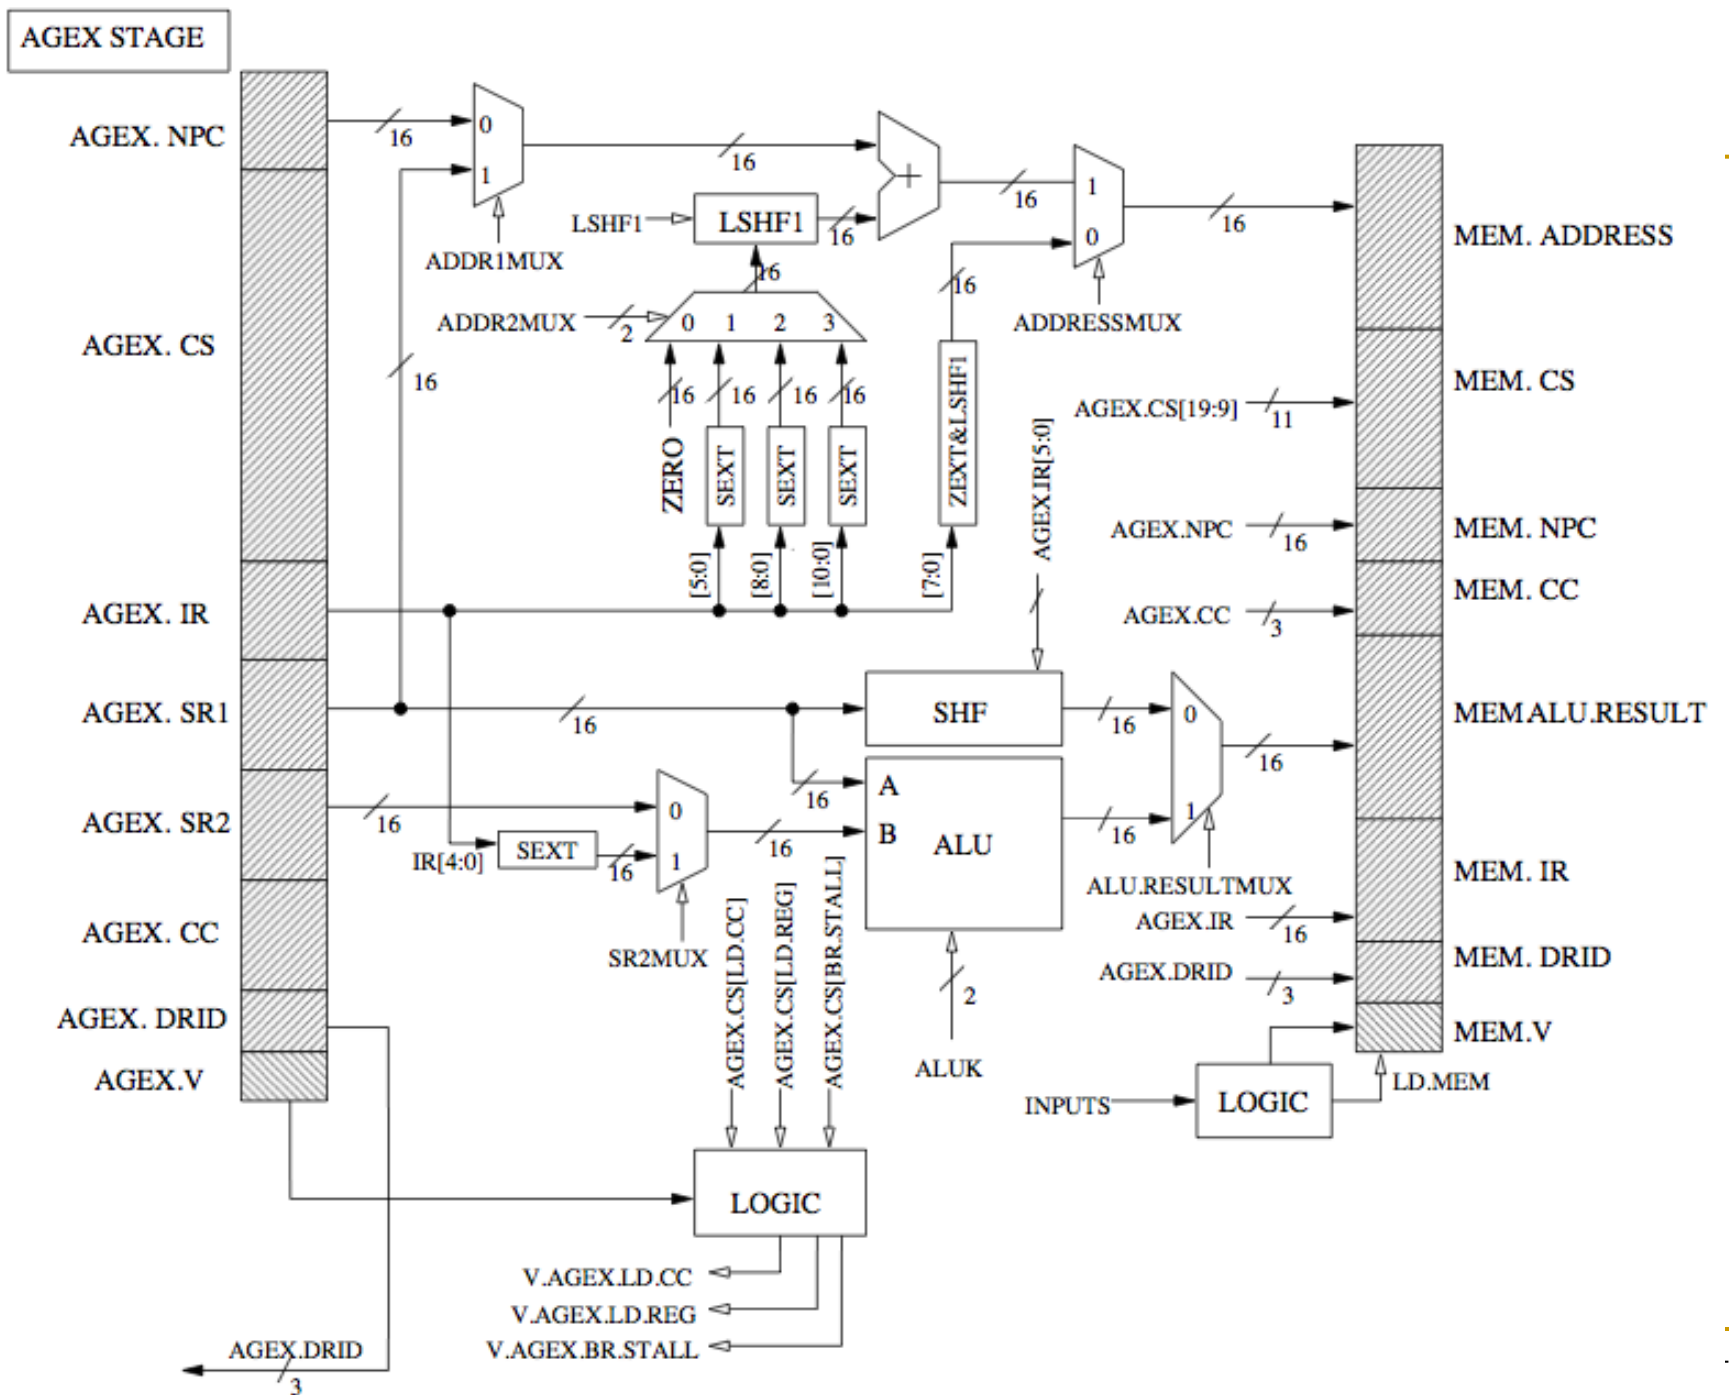 AGEX STAGE
AGEX. NPC
AGEX. CS
AGEX. IR
AGEX. SR1
AGEX. SR2
AGEX. CC
AGEX. DRID
AGEX.V
16
0
1
16
ADDR1MUX
16
LSHF1
LSHF1
16
+
16
1
0
16
ADDRESSMUX
16
ADDR2MUX
2
0 1 2 3
16 16 16 16
16
ZERO
SEXT
SEXT
SEXT
ZEXT&LSHF1
[5:0]
[8:0]
[10:0]
[7:0]
AGEX.IR[5:0]
16
SHF
16
0
1
16
16
A
B
ALU
16
ALU.RESULTMUX
16
IR[4:0]
SEXT
16
0
1
16
SR2MUX
2
ALUK
AGEX.CS[LD.CC]
AGEX.CS[LD.REG]
AGEX.CS[BR.STALL]
LOGIC
V.AGEX.LD.CC
V.AGEX.LD.REG
V.AGEX.BR.STALL
AGEX.DRID
3
AGEX.CS[19:9]
11
AGEX.NPC
16
AGEX.CC
3
AGEX.IR
16
AGEX.DRID
3
INPUTS
LOGIC
LD.MEM
MEM. ADDRESS
MEM. CS
MEM. NPC
MEM. CC
MEM.ALU.RESULT
MEM. IR
MEM. DRID
MEM.V